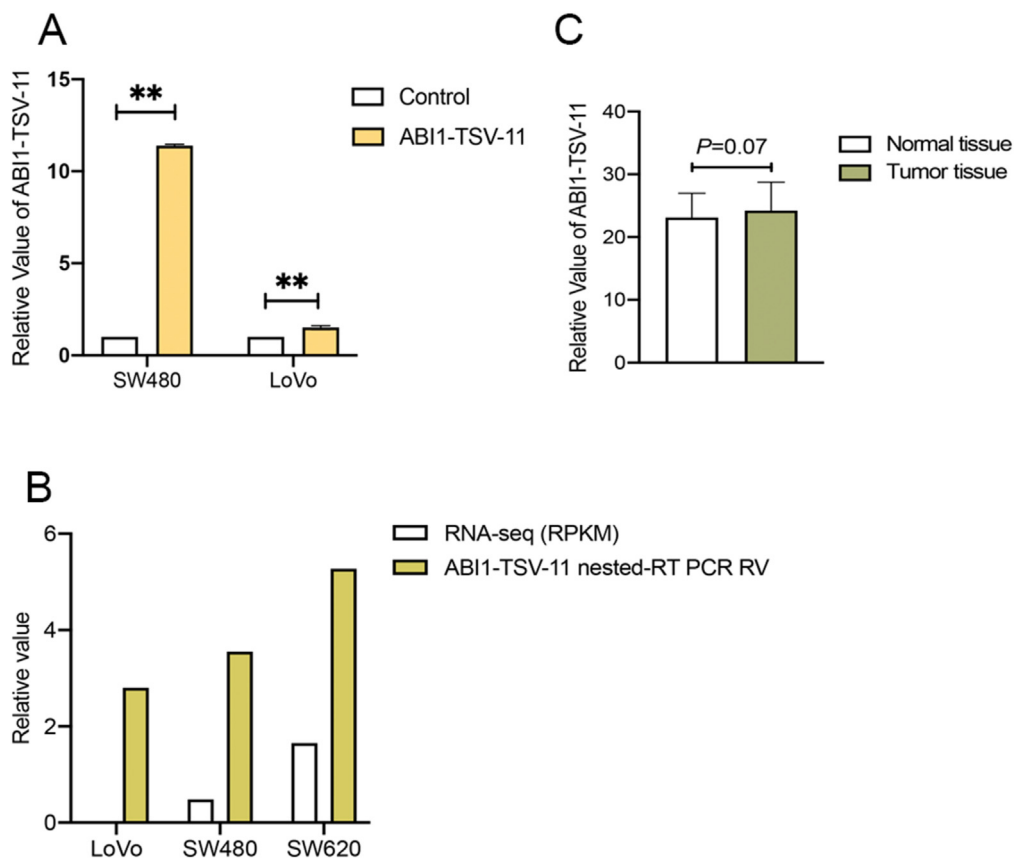 A
Relative Value of ABI1-TSV-11
15
10
5
0
**
**
SW480
LoVo
Control
ABI1-TSV-11
C
Relative Value of ABI1-TSV-11
40
30
20
10
0
P=0.07
Normal tissue
Tumor tissue
B
Relative value
6
4
2
0
LoVo
SW480
SW620
RNA-seq (RPKM)
ABI1-TSV-11 nested-RT PCR RV